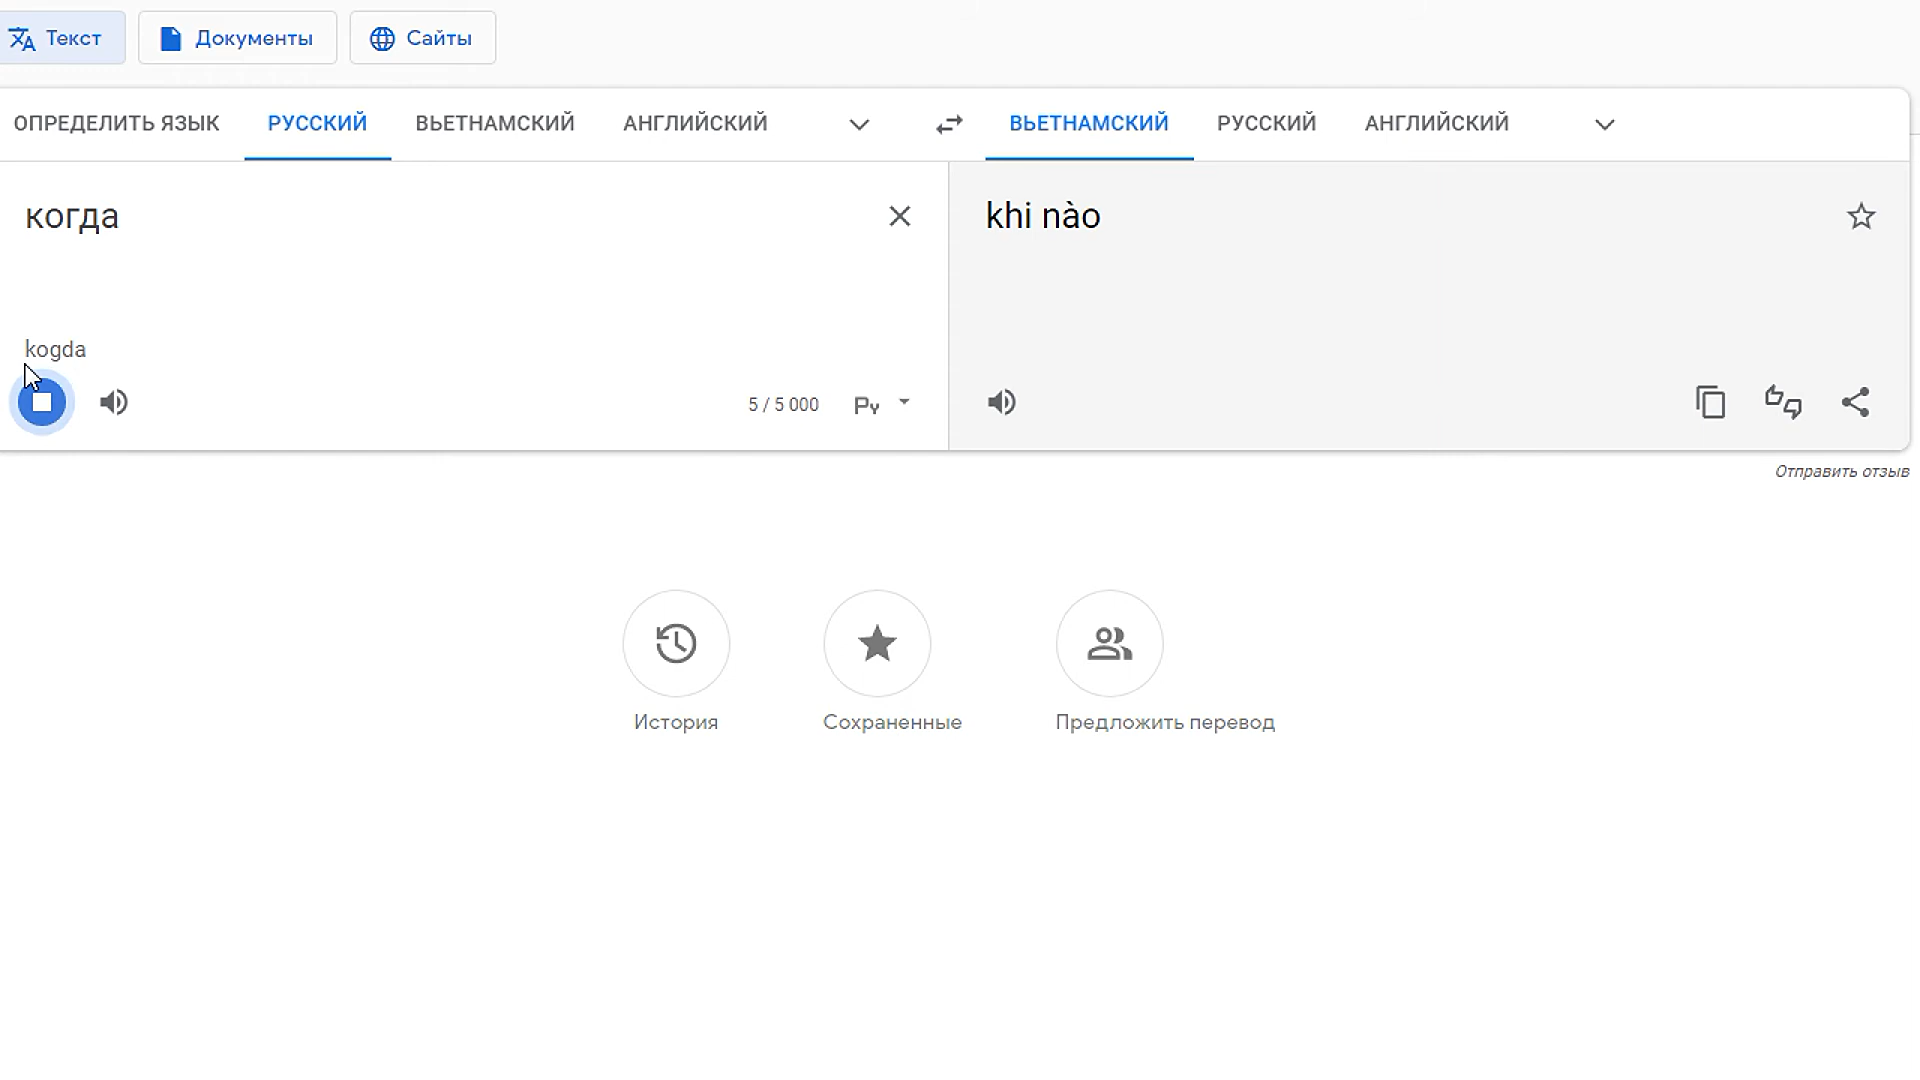 Текст Документы Сайты
ОПРЕДЕЛИТЬ ЯЗЫК РУССКИЙ ВЬЕТНАМСКИЙ АНГЛИЙСКИЙ ВЬЕТНАМСКИЙ РУССКИЙ АНГЛИЙСКИЙ
когда khi nào
kogda
5 / 5 000 Ру
Отправить отзыв
История Сохраненные Предложить перевод